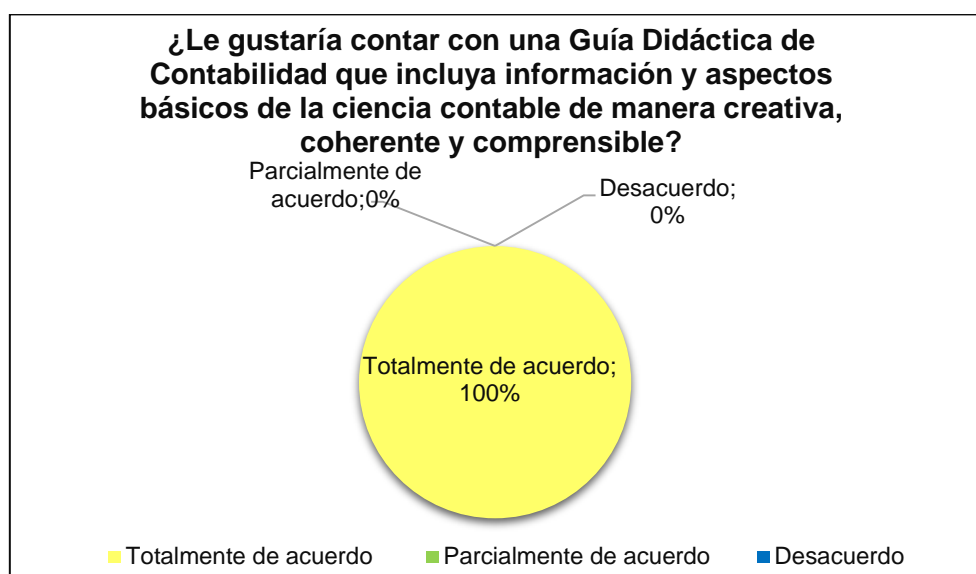 ¿Le gustaría contar con una Guía Didáctica de
Contabilidad que incluya información y aspectos
básicos de la ciencia contable de manera creativa,
coherente y comprensible?
Parcialmente de
acuerdo;0%
Desacuerdo;
0%
Totalmente de acuerdo;
100%
Totalmente de acuerdo
Parcialmente de acuerdo
Desacuerdo